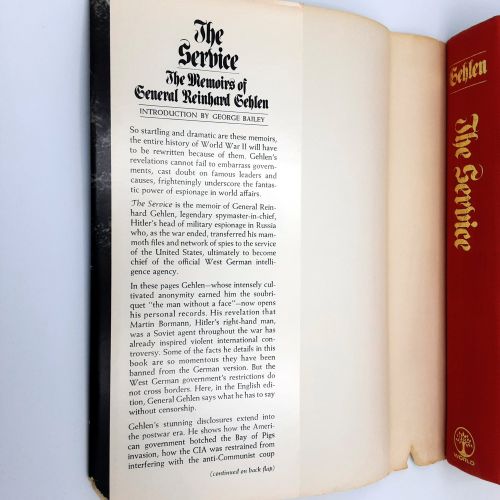 The
Service
The Memoirs of
General Reinhard Gehlen
INTRODUCTION BY GEORGE BAILEY
So startling and dramatic are these memoirs,
the entire history of World War II will have
to be rewritten because of them. Gehlen's
revelations cannot fail to embarrass govern-
ments, cast doubt on famous leaders and
causes, frighteningly underscore the fantas-
tic power of espionage in world affairs.
The Service is the memoir of General Rein-
hard Gehlen, legendary spymaster-in-chief,
Hitler's head of military espionage in Russia
who, as the war ended, transferred his mam-
moth files and network of spies to the service
of the United States, ultimately to become
chief of the official West German intelli-
gence agency.
In these pages Gehlen—whose intensely cul-
tivated anonymity earned him the soubri-
quet "the man without a face"—now opens
his personal records. His revelation that
Martin Bormann, Hitler's right-hand man,
was a Soviet agent throughout the war has
already inspired violent international con-
troversy. Some of the facts he details in this
book are so momentous they have been
banned from the German version. But the
West German government's restrictions do
not cross borders. Here, in the English edi-
tion, General Gehlen says what he has to say
without censorship.
Gehlen's stunning disclosures extend into
the postwar era. He shows how the Ameri-
can government botched the Bay of Pigs
invasion, how the CIA was restrained from
interfering with the anti-Communist coup
(continued on back flap)
Gehlen
The Service
WORLD